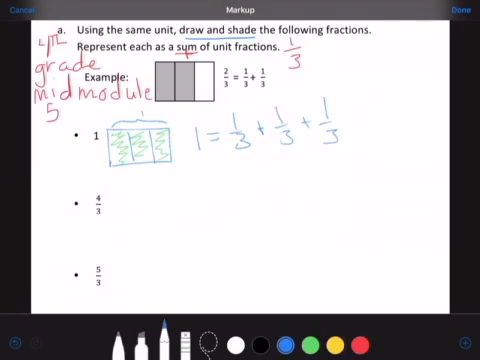 Cancel Markup Done
a. Using the same unit, draw and shade the following fractions.
Represent each as a sum of unit fractions. 1/3
4th
grade
mid module
5
Example: 2/3 = 1/3 + 1/3
+
1
• 1 1 = 1/3 + 1/3 + 1/3
• 4/3
• 5/3